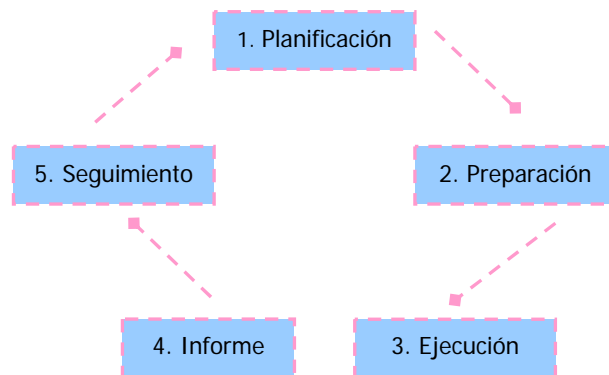 1. Planificación
2. Preparación
3. Ejecución
4. Informe
5. Seguimiento